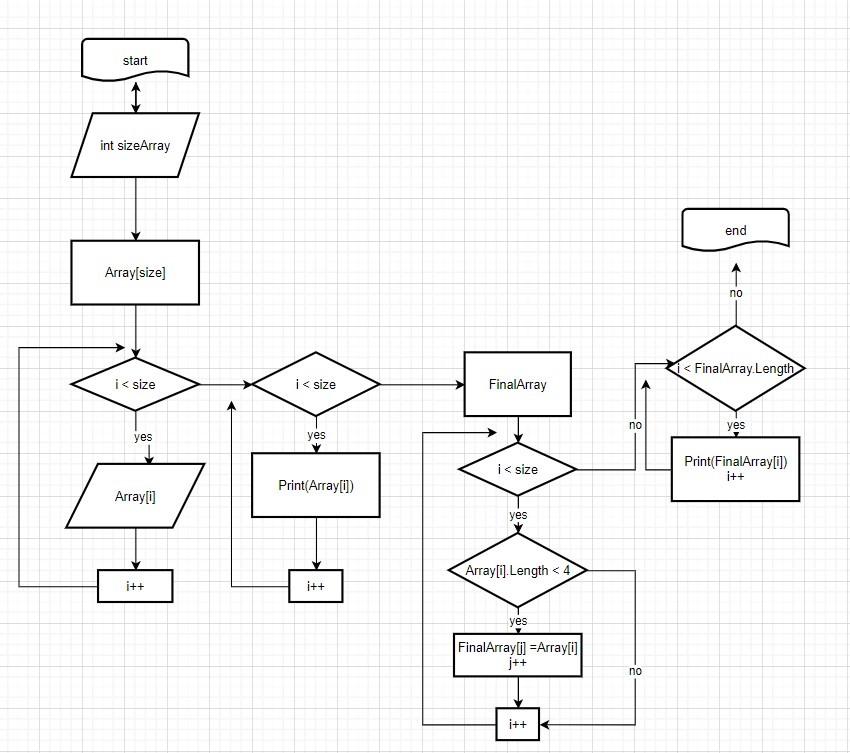 start
int sizeArray
Array[size]
i < size
yes
Array[i]
i++
i < size
yes
Print(Array[i])
i++
FinalArray
i < size
no
yes
Array[i].Length < 4
yes
no
FinalArray[j] =Array[i]
j++
i++
end
no
i < FinalArray.Length
yes
Print(FinalArray[i])
i++